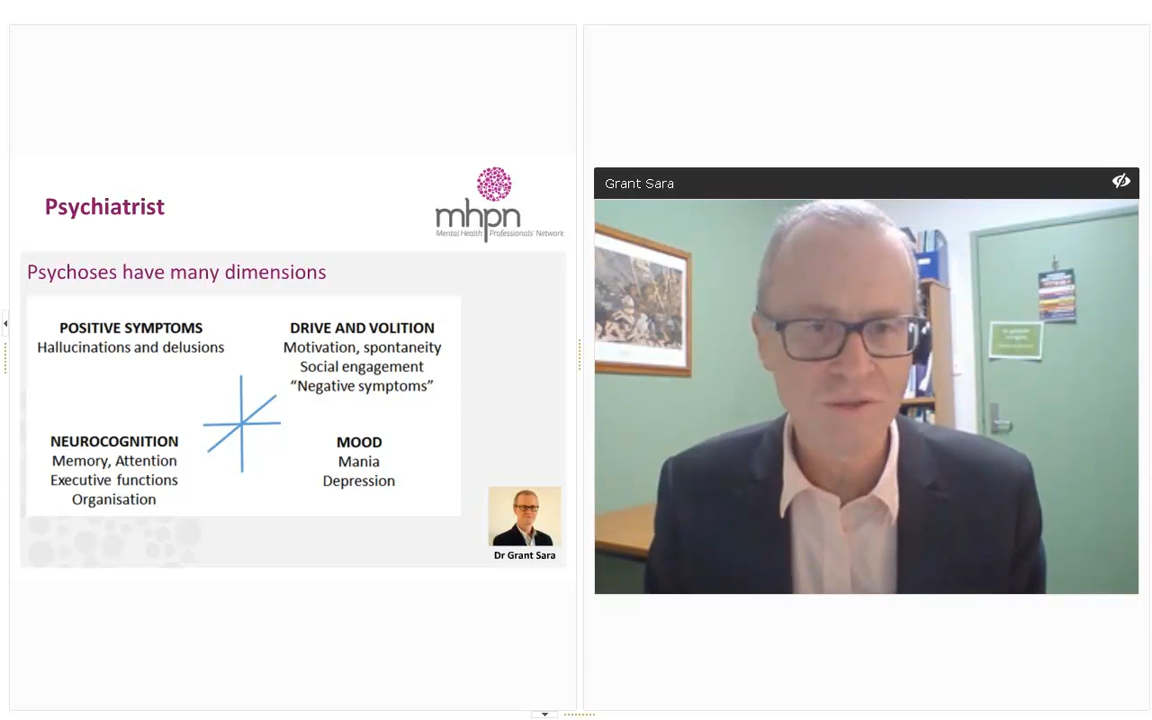 Psychiatrist
mhpn
Mental Health Professionals' Network
Psychoses have many dimensions
POSITIVE SYMPTOMS
Hallucinations and delusions
DRIVE AND VOLITION
Motivation, spontaneity
Social engagement
“Negative symptoms”
NEUROCOGNITION
Memory, Attention
Executive functions
Organisation
MOOD
Mania
Depression
Dr Grant Sara
Grant Sara